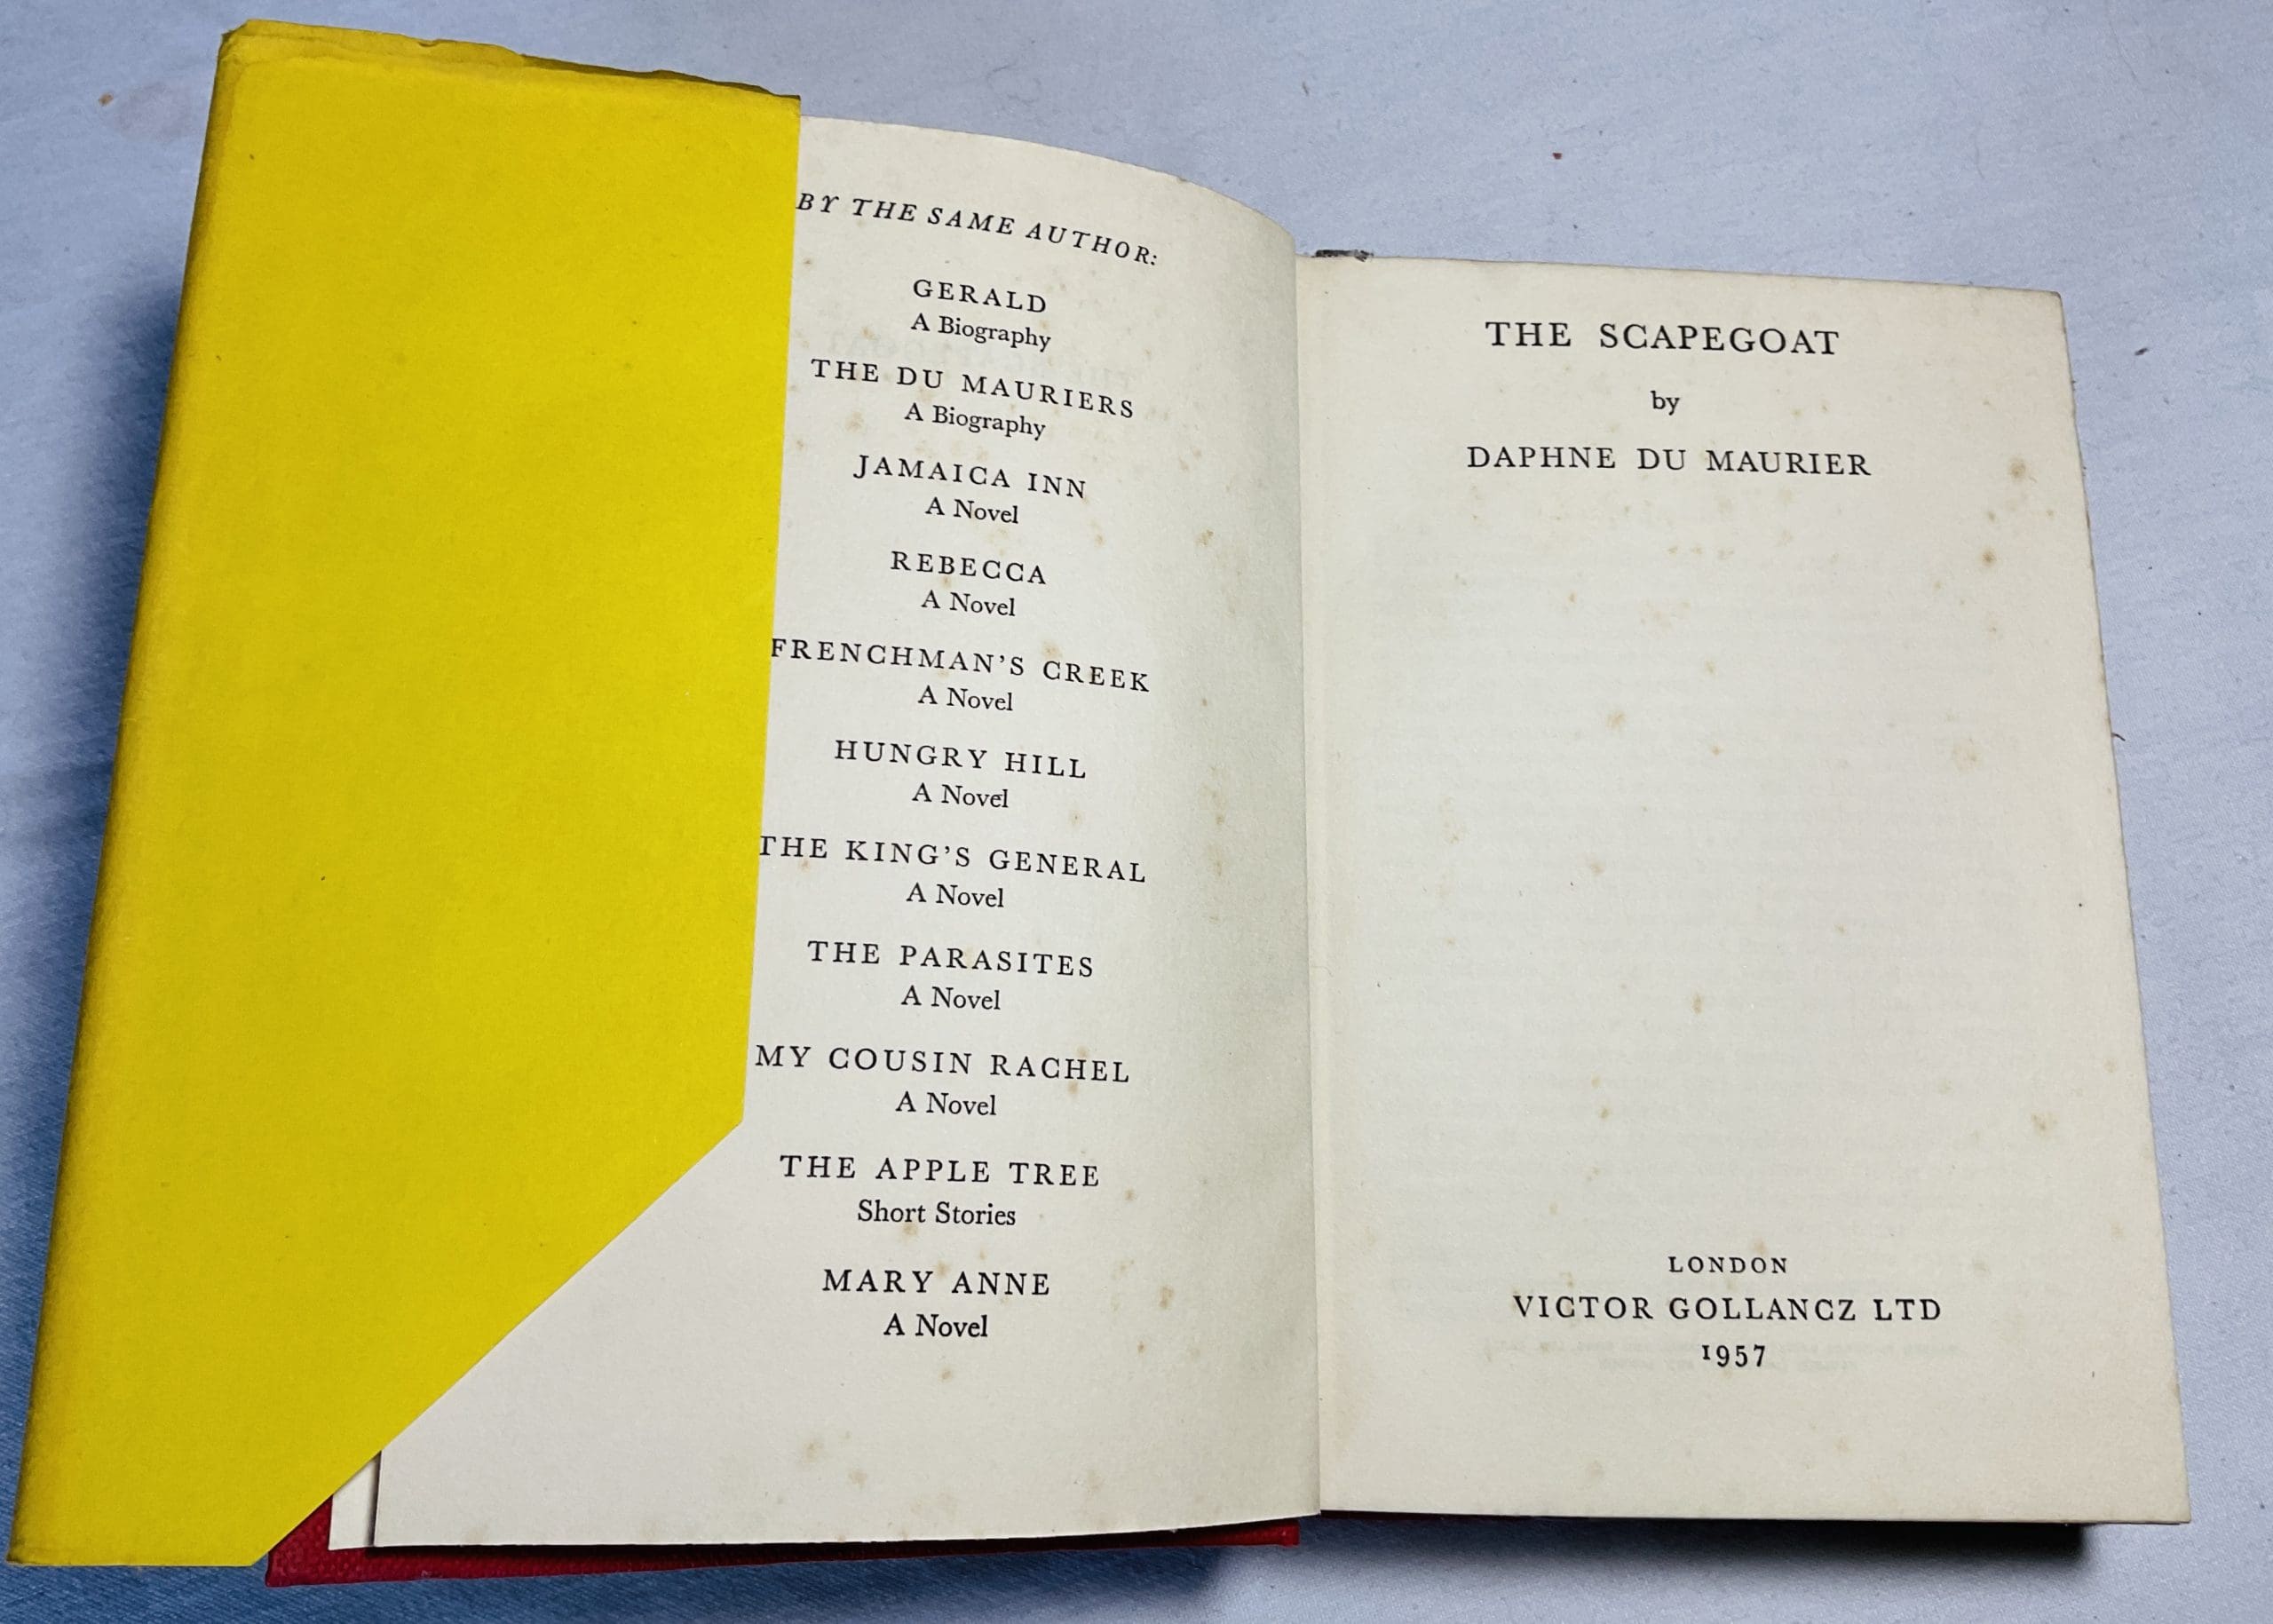 BY THE SAME AUTHOR:
GERALD
A Biography
THE DU MAURIERS
A Biography
JAMAICA INN
A Novel
REBECCA
A Novel
FRENCHMAN'S CREEK
A Novel
HUNGRY HILL
A Novel
THE KING'S GENERAL
A Novel
THE PARASITES
A Novel
MY COUSIN RACHEL
A Novel
THE APPLE TREE
Short Stories
MARY ANNE
A Novel
THE SCAPEGOAT
by
DAPHNE DU MAURIER
LONDON
VICTOR GOLLANCZ LTD
1957